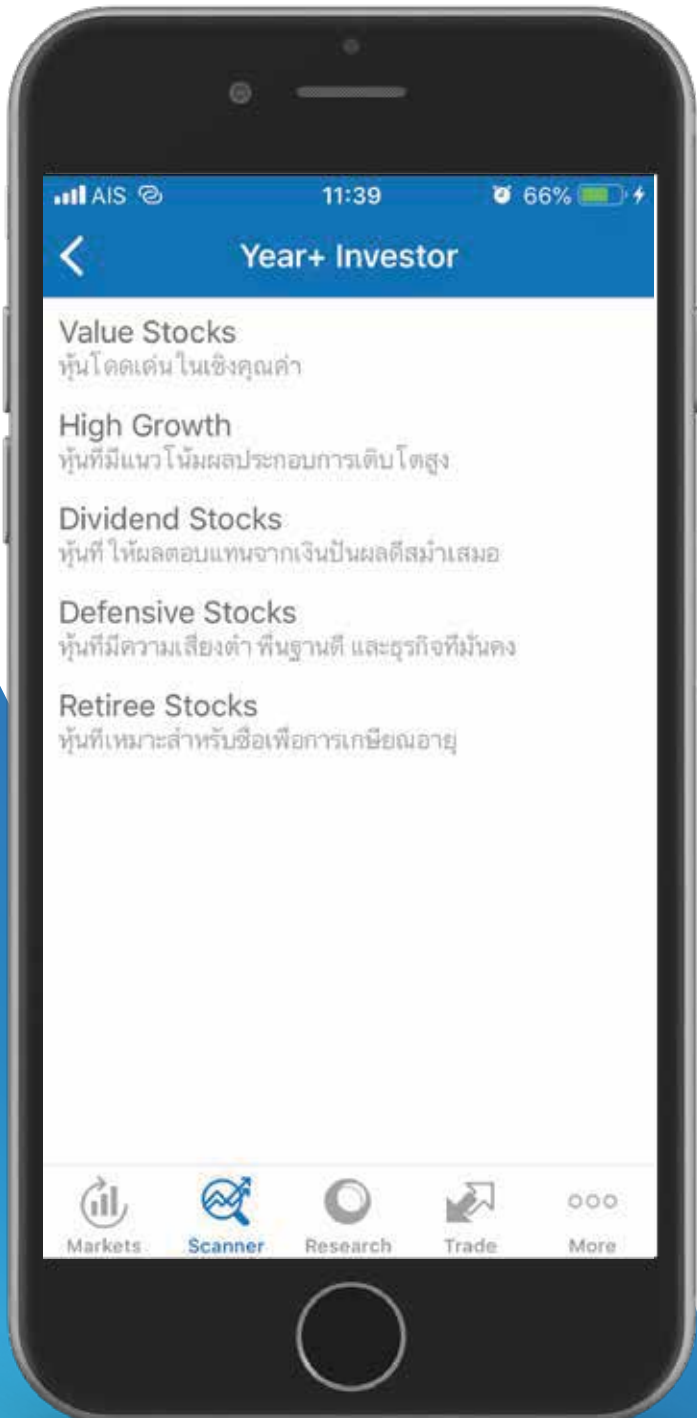 AIS 11:39 66%
Year+ Investor
Value Stocks
หุ้นโดดเด่นในเชิงคุณค่า
High Growth
หุ้นที่มีแนวโน้มผลประกอบการเติบโตสูง
Dividend Stocks
หุ้นที่ให้ผลตอบแทนจากเงินปันผลดีสม่ำเสมอ
Defensive Stocks
หุ้นที่มีความเสี่ยงต่ำ พื้นฐานดี และธุรกิจที่มั่นคง
Retiree Stocks
หุ้นที่เหมาะสำหรับซื้อเพื่อการเกษียณอายุ
Markets Scanner Research Trade More